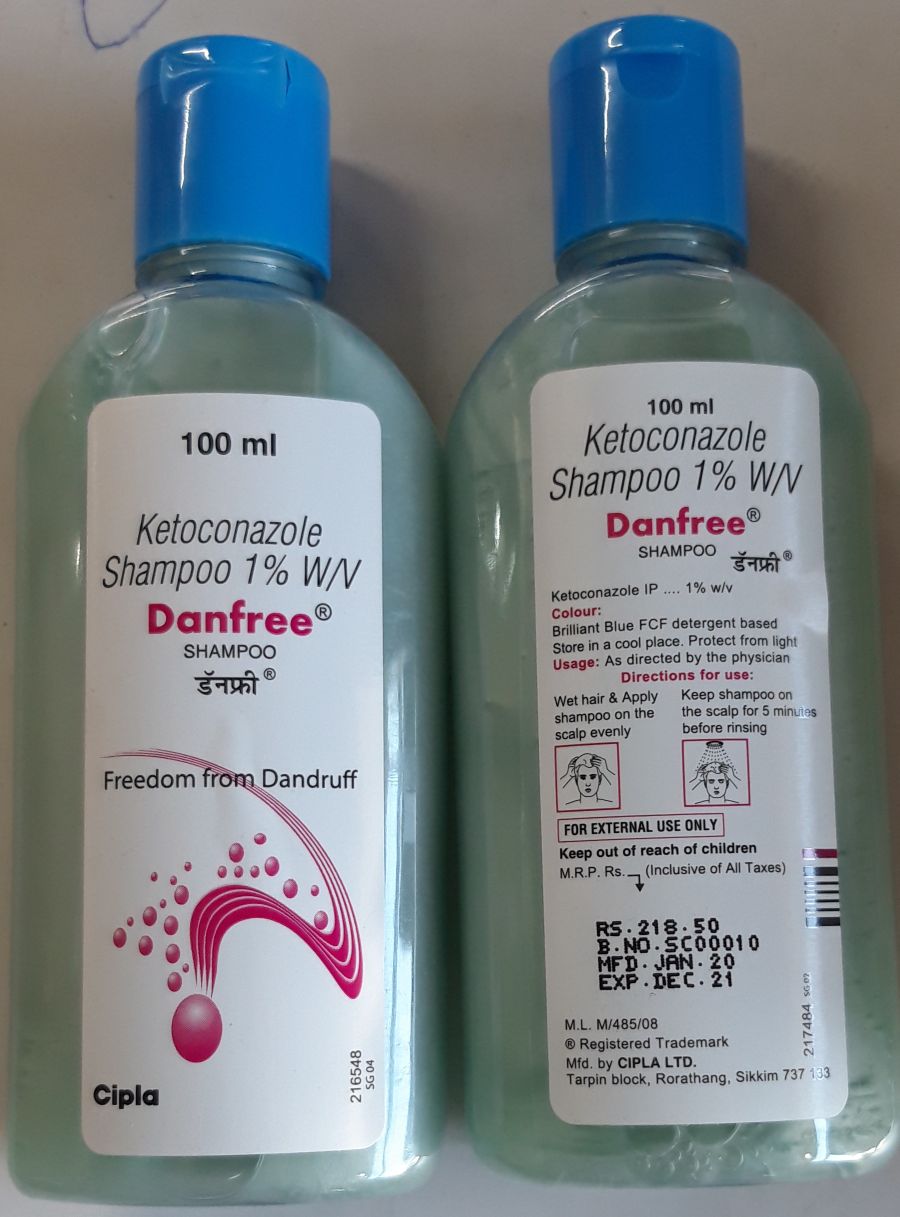 100 ml
Ketoconazole
Shampoo 1% W/V
Danfree®
SHAMPOO
डॅनफ्री®
Freedom from Dandruff
Cipla
216548
SG 04
100 ml
Ketoconazole
Shampoo 1% W/V
Danfree®
SHAMPOO
डॅनफ्री®
Ketoconazole IP .... 1% w/v
Colour:
Brilliant Blue FCF detergent based
Store in a cool place. Protect from light
Usage: As directed by the physician
Directions for use:
Wet hair & Apply
shampoo on the
scalp evenly
Keep shampoo on
the scalp for 5 minutes
before rinsing
FOR EXTERNAL USE ONLY
Keep out of reach of children
M.R.P. Rs. (Inclusive of All Taxes)
RS.218.50
B.NO.SC00010
MFD.JAN.20
EXP.DEC.21
M.L. M/485/08
® Registered Trademark
Mfd. by CIPLA LTD.
Tarpin block, Rorathang, Sikkim 737 133
217484 SG 02